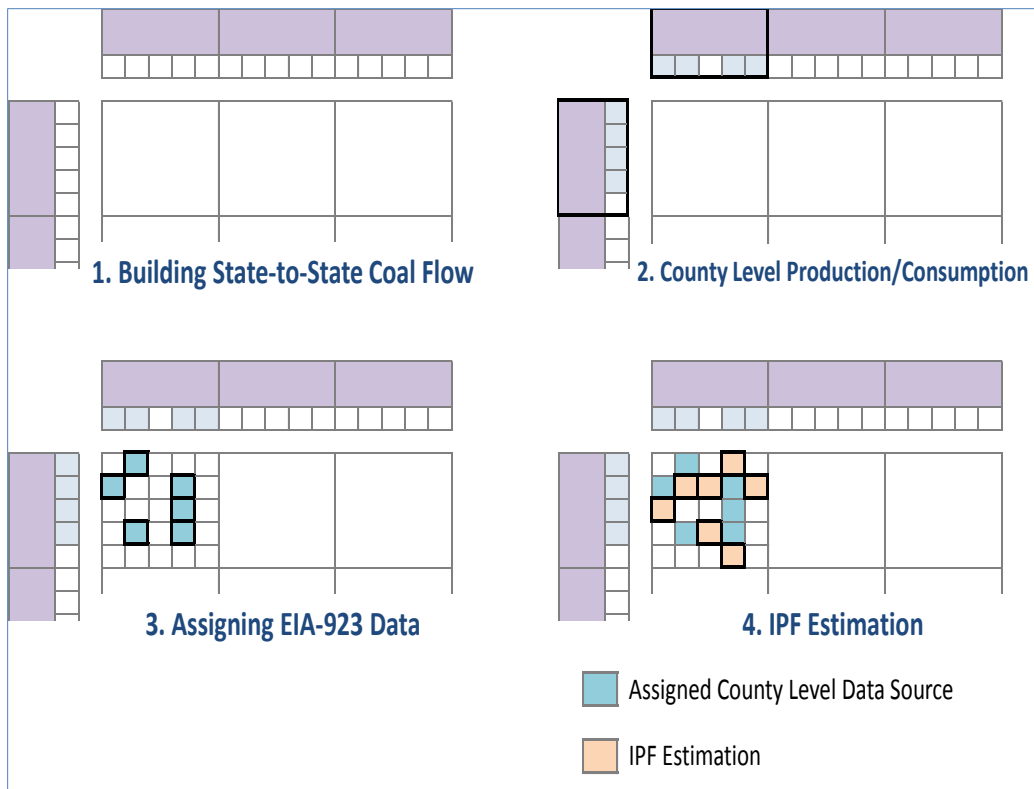 1. Building State-to-State Coal Flow
2. County Level Production/Consumption
3. Assigning EIA-923 Data
4. IPF Estimation
Assigned County Level Data Source
IPF Estimation